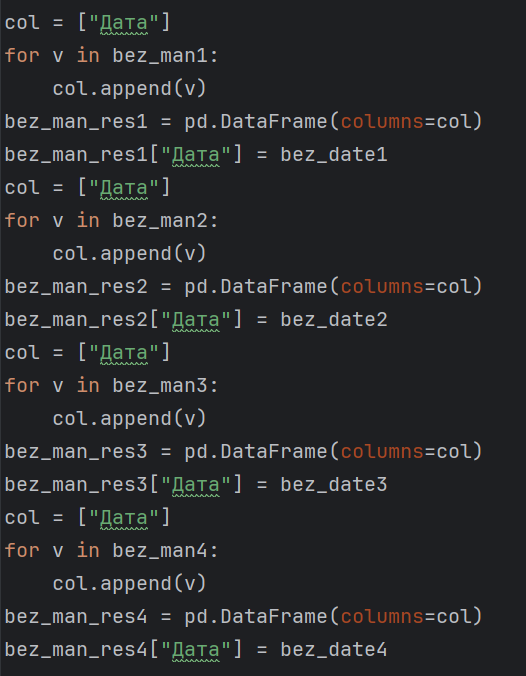 col = ["Дата"]
for v in bez_man1:
    col.append(v)
bez_man_res1 = pd.DataFrame(columns=col)
bez_man_res1["Дата"] = bez_date1
col = ["Дата"]
for v in bez_man2:
    col.append(v)
bez_man_res2 = pd.DataFrame(columns=col)
bez_man_res2["Дата"] = bez_date2
col = ["Дата"]
for v in bez_man3:
    col.append(v)
bez_man_res3 = pd.DataFrame(columns=col)
bez_man_res3["Дата"] = bez_date3
col = ["Дата"]
for v in bez_man4:
    col.append(v)
bez_man_res4 = pd.DataFrame(columns=col)
bez_man_res4["Дата"] = bez_date4